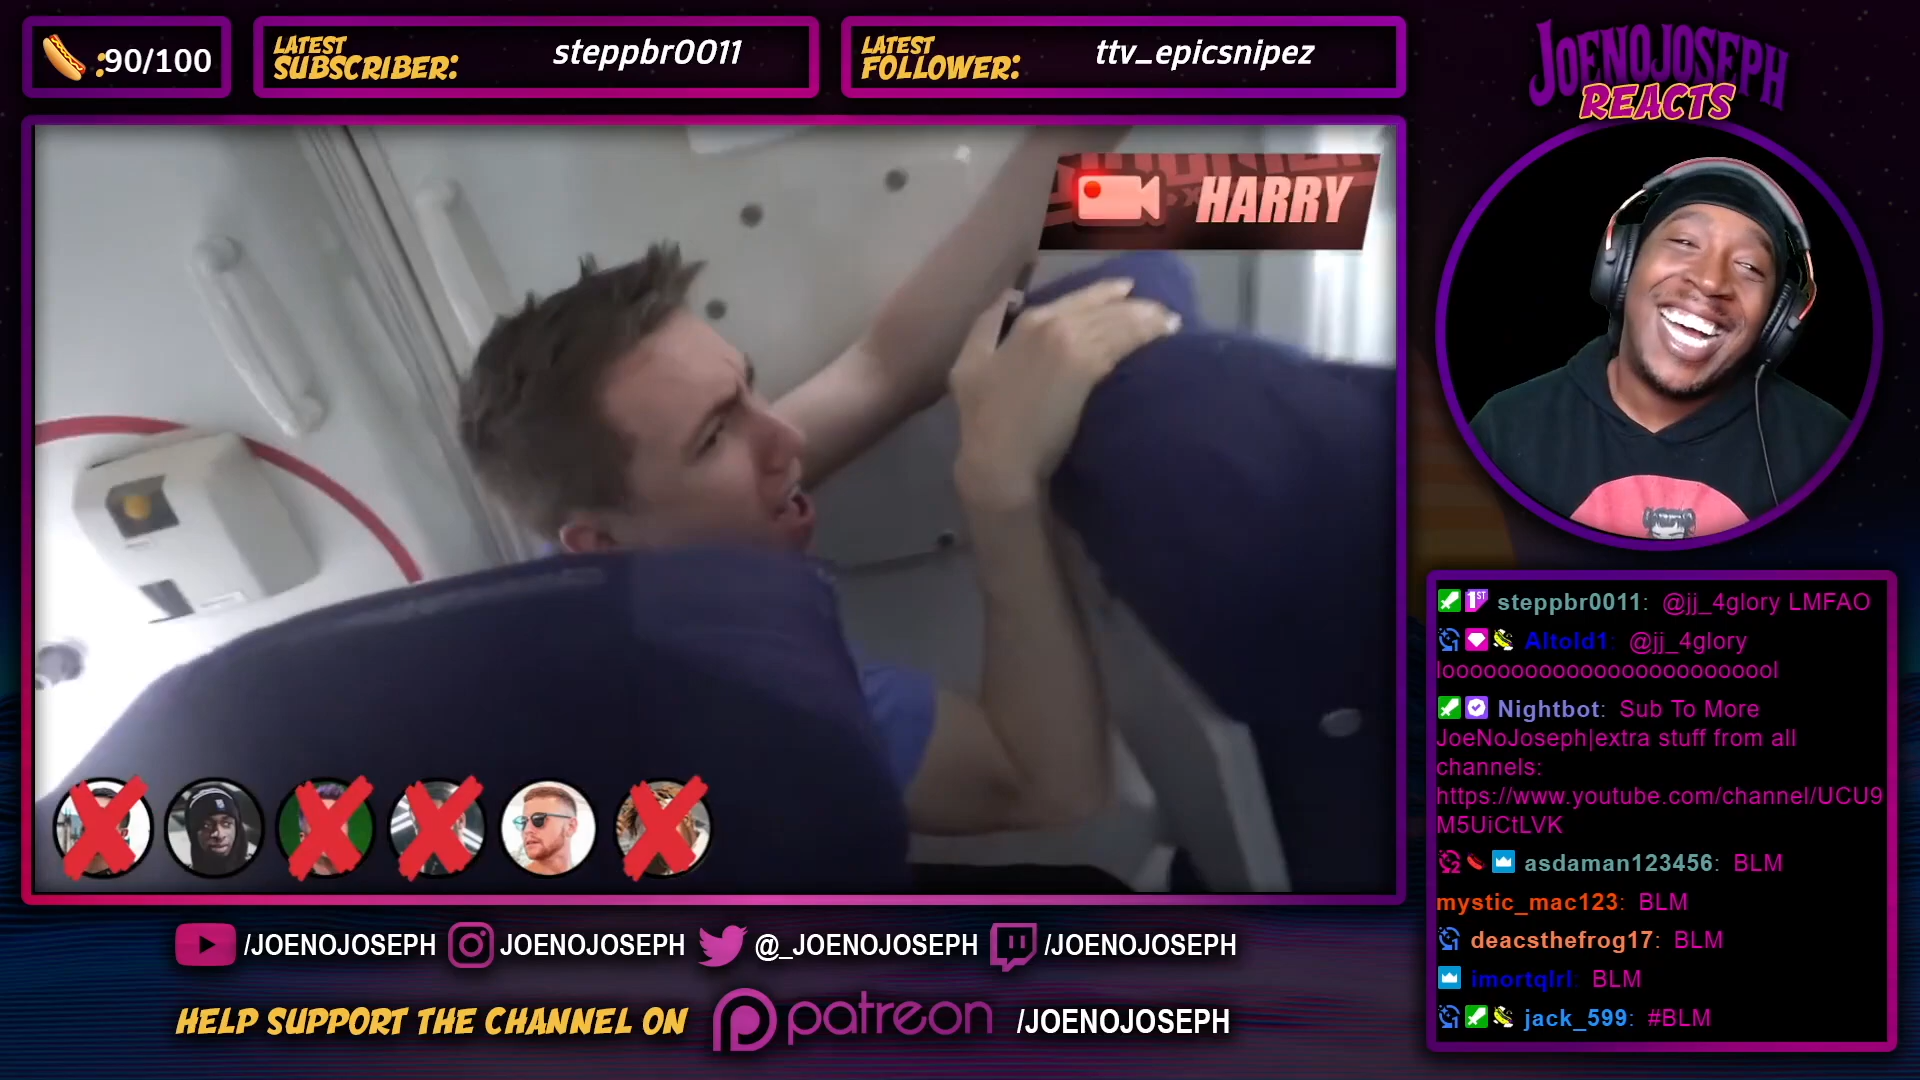 :90/100
LATEST SUBSCRIBER: steppbr0011
LATEST FOLLOWER: ttv_epicsnipez
JOENOJOSEPH
REACTS
HARRY
steppbr0011: @jj_4glory LMFAO
Altold1: @jj_4glory
looooooooooooooooooooooool
Nightbot: Sub To More
JoeNoJoseph|extra stuff from all
channels:
https://www.youtube.com/channel/UCU9
M5UiCtLVK
asdaman123456: BLM
mystic_mac123: BLM
deacsthefrog17: BLM
imortqlrl: BLM
jack_599: #BLM
/JOENOJOSEPH JOENOJOSEPH @_JOENOJOSEPH /JOENOJOSEPH
HELP SUPPORT THE CHANNEL ON patreon /JOENOJOSEPH